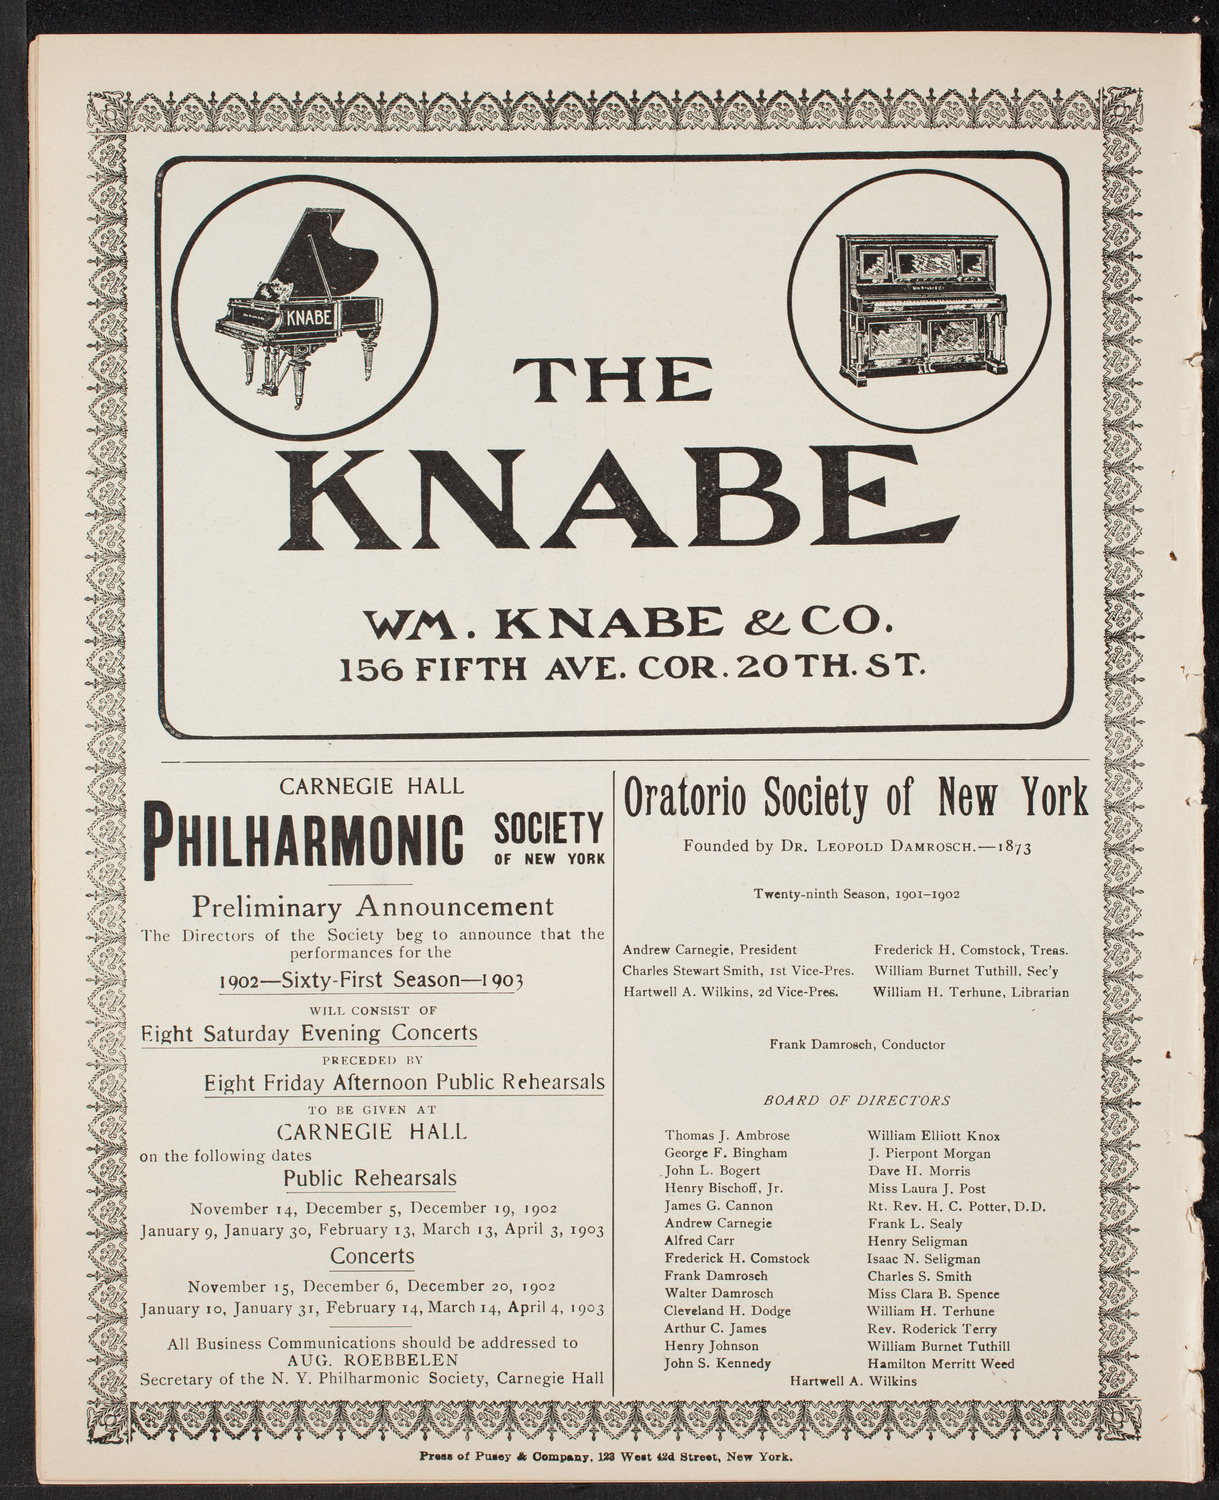 KNABE
THE
KNABE
WM. KNABE & CO.
156 FIFTH AVE. COR. 20TH. ST.
CARNEGIE HALL
PHILHARMONIC SOCIETY
OF NEW YORK
Preliminary Announcement
The Directors of the Society beg to announce that the
performances for the
1902—Sixty-First Season—1903
WILL CONSIST OF
Eight Saturday Evening Concerts
PRECEDED BY
Eight Friday Afternoon Public Rehearsals
TO BE GIVEN AT
CARNEGIE HALL
on the following dates
Public Rehearsals
November 14, December 5, December 19, 1902
January 9, January 30, February 13, March 13, April 3, 1903
Concerts
November 15, December 6, December 20, 1902
January 10, January 31, February 14, March 14, April 4, 1903
All Business Communications should be addressed to
AUG. ROEBBELEN
Secretary of the N. Y. Philharmonic Society, Carnegie Hall
Oratorio Society of New York
Founded by DR. LEOPOLD DAMROSCH.—1873
Twenty-ninth Season, 1901-1902
Andrew Carnegie, President
Charles Stewart Smith, 1st Vice-Pres.
Hartwell A. Wilkins, 2d Vice-Pres.
Frederick H. Comstock, Treas.
William Burnet Tuthill, Sec'y
William H. Terhune, Librarian
Frank Damrosch, Conductor
BOARD OF DIRECTORS
Thomas J. Ambrose
George F. Bingham
John L. Bogert
Henry Bischoff, Jr.
James G. Cannon
Andrew Carnegie
Alfred Carr
Frederick H. Comstock
Frank Damrosch
Walter Damrosch
Cleveland H. Dodge
Arthur C. James
Henry Johnson
John S. Kennedy
William Elliott Knox
J. Pierpont Morgan
Dave H. Morris
Miss Laura J. Post
Rt. Rev. H. C. Potter, D.D.
Frank L. Sealy
Henry Seligman
Isaac N. Seligman
Charles S. Smith
Miss Clara B. Spence
William H. Terhune
Rev. Roderick Terry
William Burnet Tuthill
Hamilton Merritt Weed
Hartwell A. Wilkins
Press of Pusey & Company, 123 West 42d Street, New York.